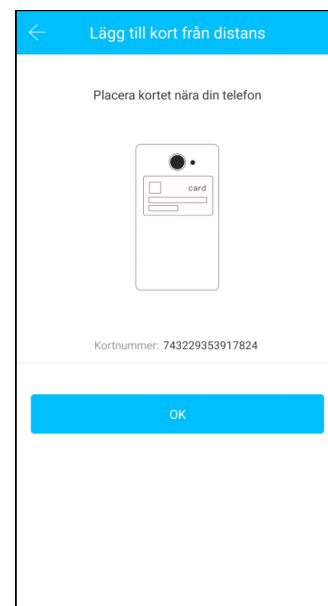 Lägg till kort från distans
Placera kortet nära din telefon
card
Kortnummer: 743229353917824
OK